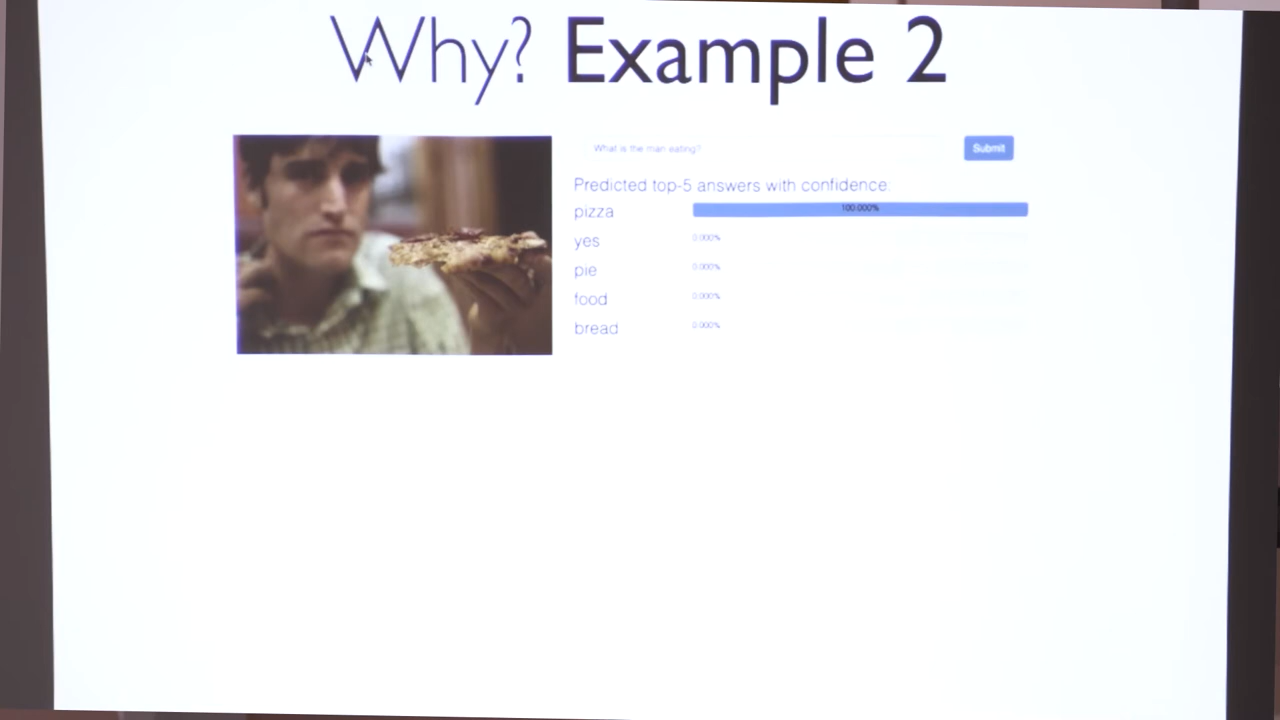 Why? Example 2
What is the man eating?
Submit
Predicted top-5 answers with confidence:
pizza
100.000%
yes
0.000%
pie
0.000%
food
0.000%
bread
0.000%